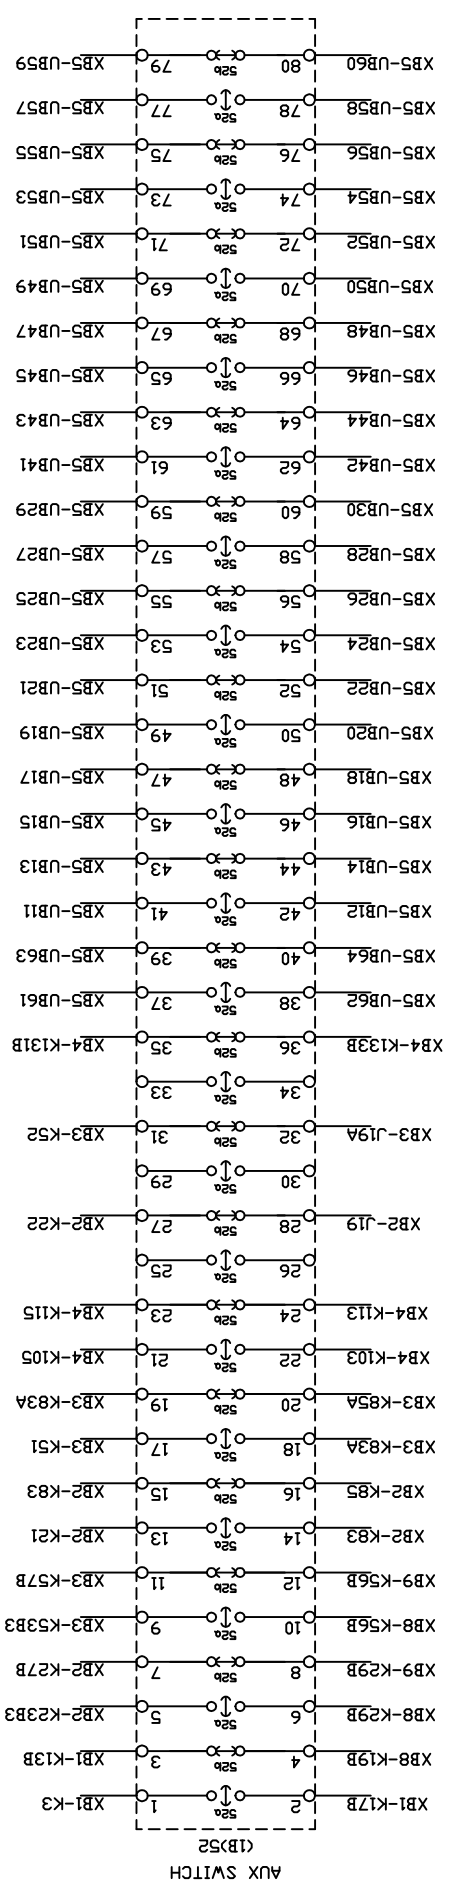 AUX SWITCH
(1B)52
XB1-K17B 2 52a 1 XB1-K3
XB8-K19B 4 52b 3 XB1-K13B
XB8-K29B 6 52a 5 XB2-K23B3
XB9-K29B 8 52b 7 XB2-K27B
XB8-K56B 10 52a 9 XB3-K53B3
XB9-K56B 12 52b 11 XB3-K57B
XB2-K83 14 52a 13 XB2-K21
XB2-K85 16 52b 15 XB2-K83
XB3-K83A 18 52a 17 XB3-K51
XB3-K85A 20 52b 19 XB3-K83A
XB4-K103 22 52a 21 XB4-K105
XB4-K113 24 52b 23 XB4-K115
26 52a 25
XB2-J19 28 52b 27 XB2-K22
30 52a 29
XB3-J19A 32 52b 31 XB3-K52
34 52a 33
XB4-K133B 36 52b 35 XB4-K131B
XB5-UB62 38 52a 37 XB5-UB61
XB5-UB64 40 52b 39 XB5-UB63
XB5-UB12 42 52a 41 XB5-UB11
XB5-UB14 44 52b 43 XB5-UB13
XB5-UB16 46 52a 45 XB5-UB15
XB5-UB18 48 52b 47 XB5-UB17
XB5-UB20 50 52a 49 XB5-UB19
XB5-UB22 52 52b 51 XB5-UB21
XB5-UB24 54 52a 53 XB5-UB23
XB5-UB26 56 52b 55 XB5-UB25
XB5-UB28 58 52a 57 XB5-UB27
XB5-UB30 60 52b 59 XB5-UB29
XB5-UB42 62 52a 61 XB5-UB41
XB5-UB44 64 52b 63 XB5-UB43
XB5-UB46 66 52a 65 XB5-UB45
XB5-UB48 68 52b 67 XB5-UB47
XB5-UB50 70 52a 69 XB5-UB49
XB5-UB52 72 52b 71 XB5-UB51
XB5-UB54 74 52a 73 XB5-UB53
XB5-UB56 76 52b 75 XB5-UB55
XB5-UB58 78 52a 77 XB5-UB57
XB5-UB60 80 52b 79 XB5-UB59